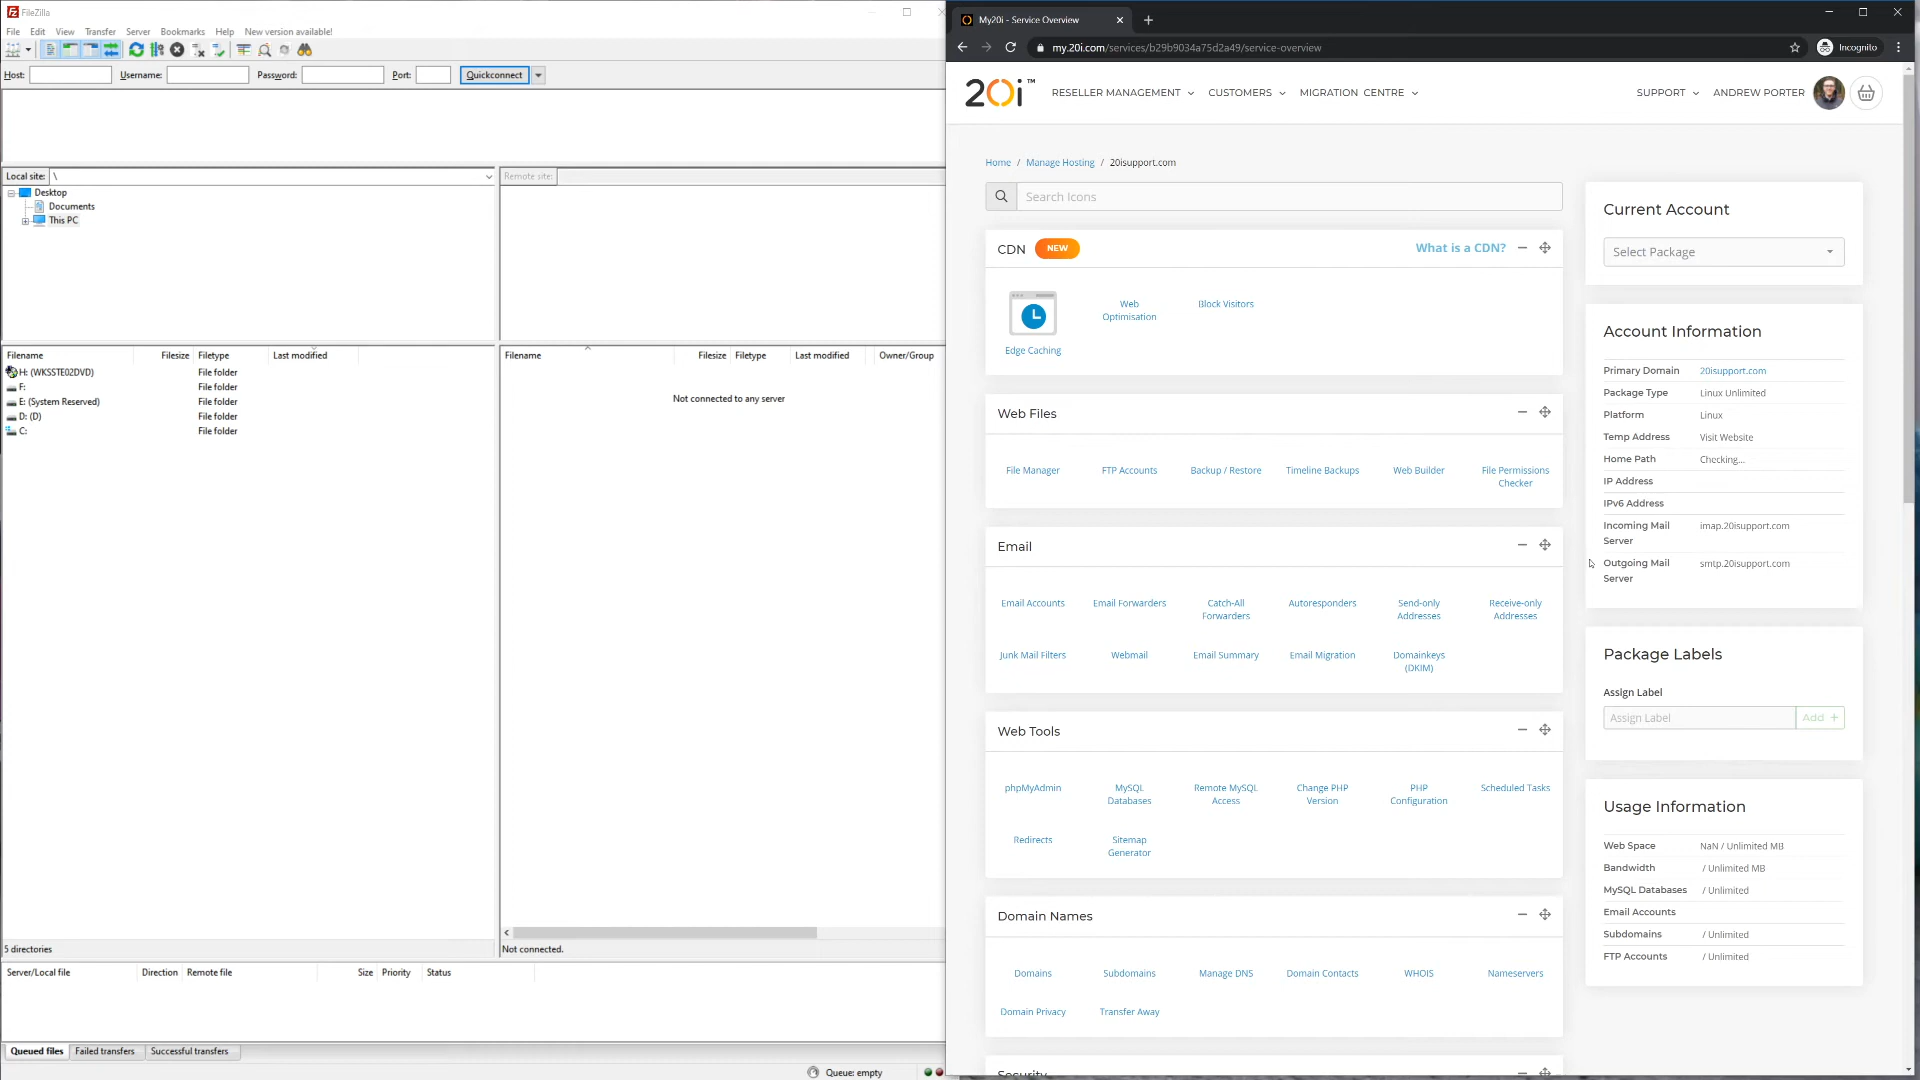 FileZilla
File Edit View Transfer Server Bookmarks Help New version available!
Host: Username: Password: Port: Quickconnect
Local site: \
Desktop
Documents
This PC
Filename Filesize Filetype Last modified
H: (WKSSTE02DVD) File folder
F: File folder
E: (System Reserved) File folder
D: (D) File folder
C: File folder
5 directories
Remote site:
Filename Filesize Filetype Last modified Owner/Group
Not connected to any server
Not connected.
Server/Local file Direction Remote file Size Priority Status
Queued files Failed transfers Successful transfers
Queue: empty
My20i - Service Overview
my.20i.com/services/b29b9034a75d2a49/service-overview
Incognito
20i™ RESELLER MANAGEMENT CUSTOMERS MIGRATION CENTRE SUPPORT ANDREW PORTER
Home / Manage Hosting / 20isupport.com
Search Icons
CDN NEW What is a CDN?
Edge Caching
Web Optimisation
Block Visitors
Web Files
File Manager
FTP Accounts
Backup / Restore
Timeline Backups
Web Builder
File Permissions Checker
Email
Email Accounts
Email Forwarders
Catch-All Forwarders
Autoresponders
Send-only Addresses
Receive-only Addresses
Junk Mail Filters
Webmail
Email Summary
Email Migration
Domainkeys (DKIM)
Web Tools
phpMyAdmin
MySQL Databases
Remote MySQL Access
Change PHP Version
PHP Configuration
Scheduled Tasks
Redirects
Sitemap Generator
Domain Names
Domains
Subdomains
Manage DNS
Domain Contacts
WHOIS
Nameservers
Domain Privacy
Transfer Away
Security
Current Account
Select Package
Account Information
Primary Domain 20isupport.com
Package Type Linux Unlimited
Platform Linux
Temp Address Visit Website
Home Path Checking...
IP Address
IPv6 Address
Incoming Mail Server imap.20isupport.com
Outgoing Mail Server smtp.20isupport.com
Package Labels
Assign Label
Assign Label Add +
Usage Information
Web Space NaN / Unlimited MB
Bandwidth / Unlimited MB
MySQL Databases / Unlimited
Email Accounts
Subdomains / Unlimited
FTP Accounts / Unlimited